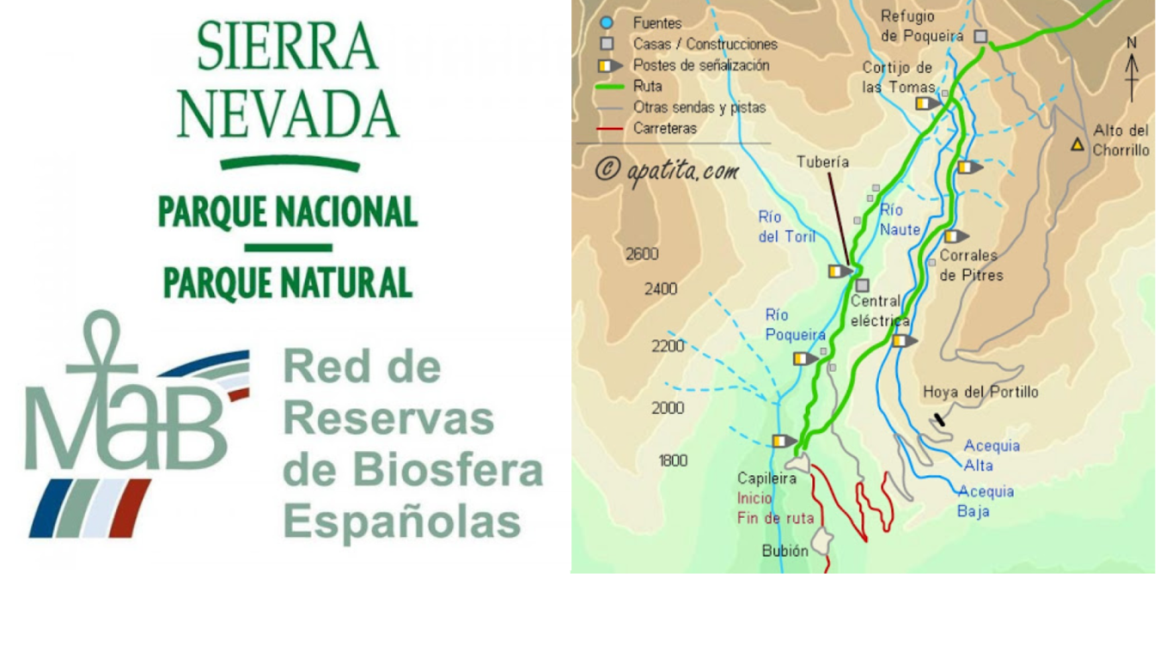 SIERRA
NEVADA
PARQUE NACIONAL
PARQUE NATURAL
MaB
Red de
Reservas
de Biosfera
Españolas
Fuentes
Casas / Construcciones
Postes de señalización
Ruta
Otras sendas y pistas
Carreteras
© apatita.com
Refugio
de Poqueira
N
Cortijo de
las Tomas
Alto del
Chorrillo
Tubería
Río
del Toril
Río
Naute
2600
2400
2200
2000
1800
Corrales
de Pitres
Central
eléctrica
Río
Poqueira
Hoya del Portillo
Acequia
Alta
Acequia
Baja
Capileira
Inicio
Fin de ruta
Bubión